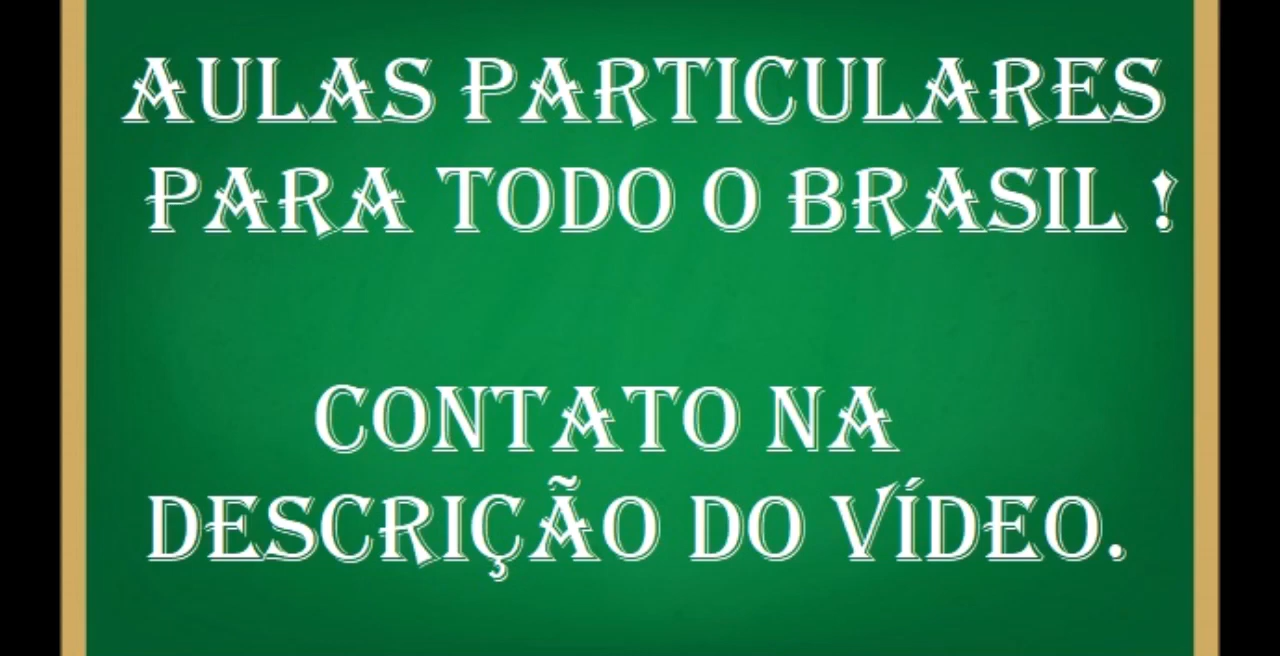 AULAS PARTICULARES
PARA TODO O BRASIL !
CONTATO NA
DESCRIÇÃO DO VÍDEO.